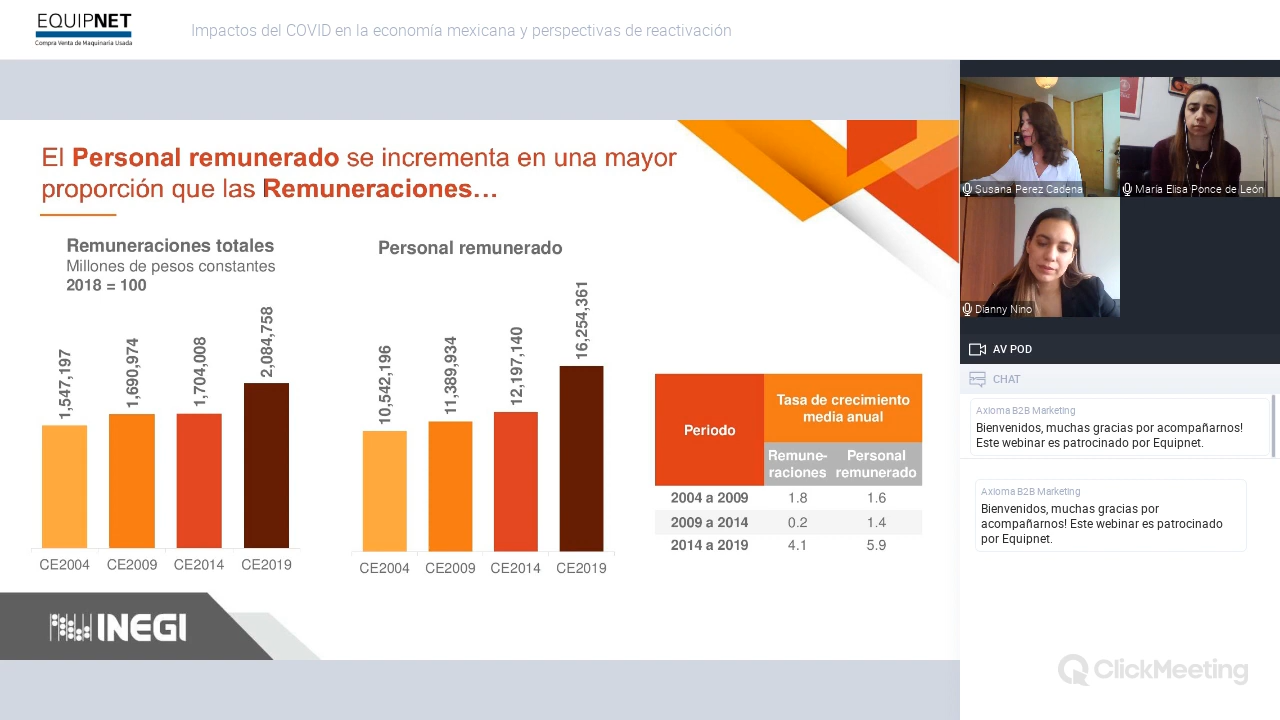 EQUIPNET
Compra Venta de Maquinaria Usada
Impactos del COVID en la economía mexicana y perspectivas de reactivación
El Personal remunerado se incrementa en una mayor
proporción que las Remuneraciones...
Remuneraciones totales
Millones de pesos constantes
2018 = 100
1,547,197
1,690,974
1,704,008
2,084,758
CE2004
CE2009
CE2014
CE2019
Personal remunerado
10,542,196
11,389,934
12,197,140
16,254,361
CE2004
CE2009
CE2014
CE2019
Periodo
Tasa de crecimiento
media anual
Remune-
raciones
Personal
remunerado
2004 a 2009 1.8 1.6
2009 a 2014 0.2 1.4
2014 a 2019 4.1 5.9
INEGI
Susana Perez Cadena
Maria Elisa Ponce de León
Dianny Nino
AV POD
CHAT
Axioma B2B Marketing
Bienvenidos, muchas gracias por acompañarnos!
Este webinar es patrocinado por Equipnet.
Axioma B2B Marketing
Bienvenidos, muchas gracias por
acompañarnos! Este webinar es patrocinado
por Equipnet.
ClickMeeting